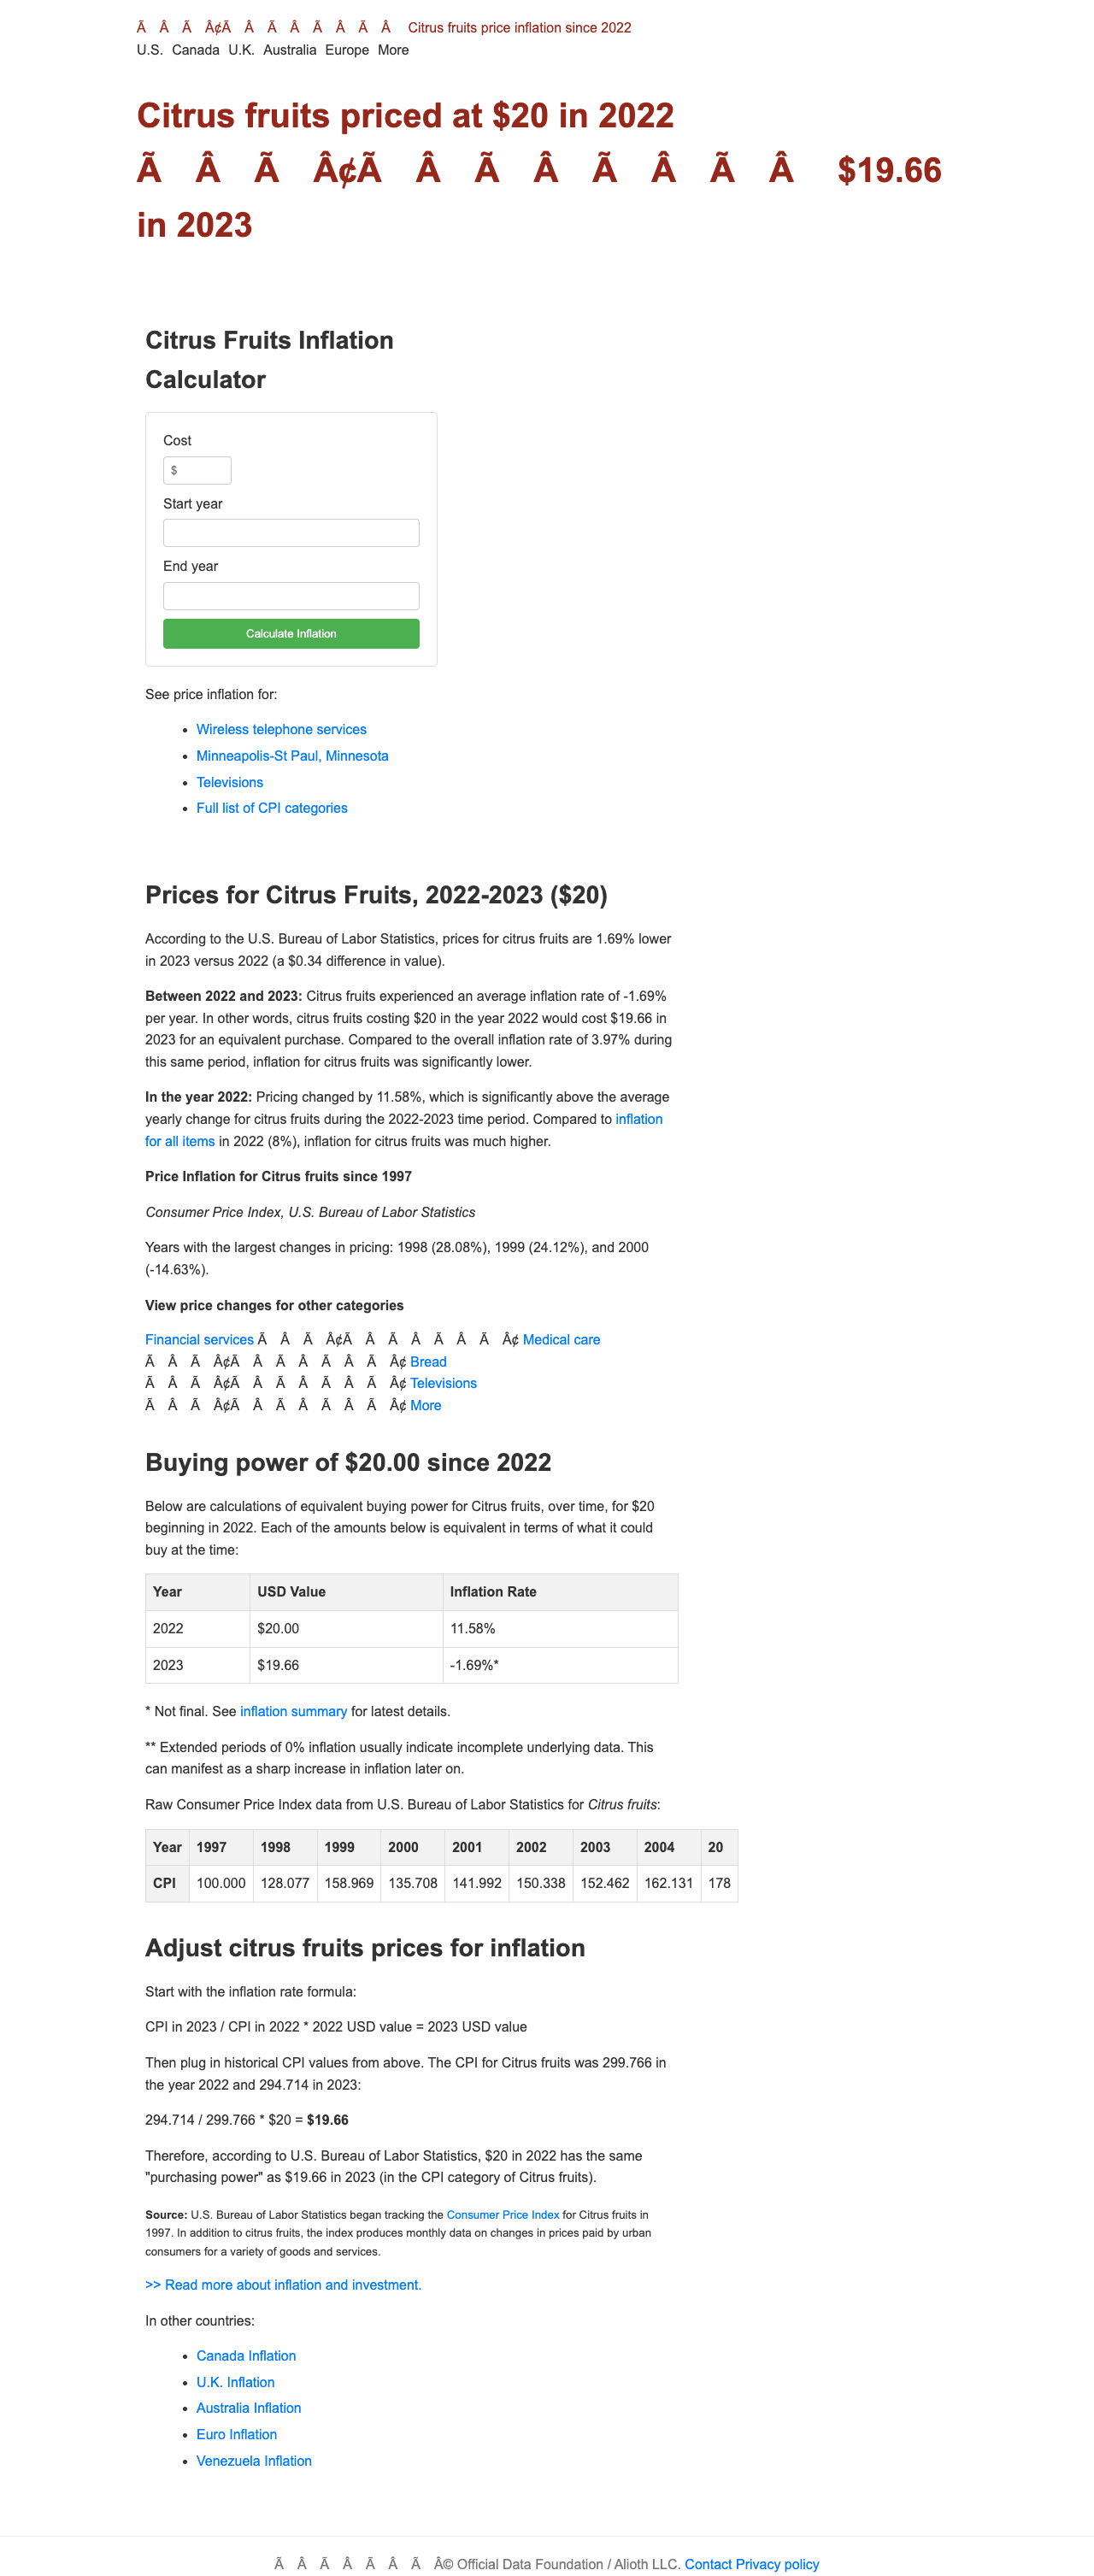 Ã Â Ã Â¢Ã Â Ã Â Ã Â Ã Â Citrus fruits price inflation since 2022
U.S. Canada U.K. Australia Europe More
Citrus fruits priced at $20 in 2022
Ã Â Ã Â¢Ã Â Ã Â Ã Â Ã Â $19.66
in 2023
Citrus Fruits Inflation
Calculator
Cost
$
Start year
End year
Calculate Inflation
See price inflation for:
• Wireless telephone services
• Minneapolis-St Paul, Minnesota
• Televisions
• Full list of CPI categories
Prices for Citrus Fruits, 2022-2023 ($20)
According to the U.S. Bureau of Labor Statistics, prices for citrus fruits are 1.69% lower
in 2023 versus 2022 (a $0.34 difference in value).
Between 2022 and 2023: Citrus fruits experienced an average inflation rate of -1.69%
per year. In other words, citrus fruits costing $20 in the year 2022 would cost $19.66 in
2023 for an equivalent purchase. Compared to the overall inflation rate of 3.97% during
this same period, inflation for citrus fruits was significantly lower.
In the year 2022: Pricing changed by 11.58%, which is significantly above the average
yearly change for citrus fruits during the 2022-2023 time period. Compared to inflation
for all items in 2022 (8%), inflation for citrus fruits was much higher.
Price Inflation for Citrus fruits since 1997
Consumer Price Index, U.S. Bureau of Labor Statistics
Years with the largest changes in pricing: 1998 (28.08%), 1999 (24.12%), and 2000
(-14.63%).
View price changes for other categories
Financial services Ã Â Ã Â¢Ã Â Ã Â Ã Â Ã Â¢ Medical care
Ã Â Ã Â¢Ã Â Ã Â Ã Â Ã Â¢ Bread
Ã Â Ã Â¢Ã Â Ã Â Ã Â Ã Â¢ Televisions
Ã Â Ã Â¢Ã Â Ã Â Ã Â Ã Â¢ More
Buying power of $20.00 since 2022
Below are calculations of equivalent buying power for Citrus fruits, over time, for $20
beginning in 2022. Each of the amounts below is equivalent in terms of what it could
buy at the time:
Year USD Value Inflation Rate
2022 $20.00 11.58%
2023 $19.66 -1.69%*
* Not final. See inflation summary for latest details.
** Extended periods of 0% inflation usually indicate incomplete underlying data. This
can manifest as a sharp increase in inflation later on.
Raw Consumer Price Index data from U.S. Bureau of Labor Statistics for Citrus fruits:
Year 1997 1998 1999 2000 2001 2002 2003 2004 20
CPI 100.000 128.077 158.969 135.708 141.992 150.338 152.462 162.131 178
Adjust citrus fruits prices for inflation
Start with the inflation rate formula:
CPI in 2023 / CPI in 2022 * 2022 USD value = 2023 USD value
Then plug in historical CPI values from above. The CPI for Citrus fruits was 299.766 in
the year 2022 and 294.714 in 2023:
294.714 / 299.766 * $20 = $19.66
Therefore, according to U.S. Bureau of Labor Statistics, $20 in 2022 has the same
"purchasing power" as $19.66 in 2023 (in the CPI category of Citrus fruits).
Source: U.S. Bureau of Labor Statistics began tracking the Consumer Price Index for Citrus fruits in
1997. In addition to citrus fruits, the index produces monthly data on changes in prices paid by urban
consumers for a variety of goods and services.
>> Read more about inflation and investment.
In other countries:
• Canada Inflation
• U.K. Inflation
• Australia Inflation
• Euro Inflation
• Venezuela Inflation
Ã Â Ã Â Ã Â Ã Â© Official Data Foundation / Alioth LLC. Contact Privacy policy